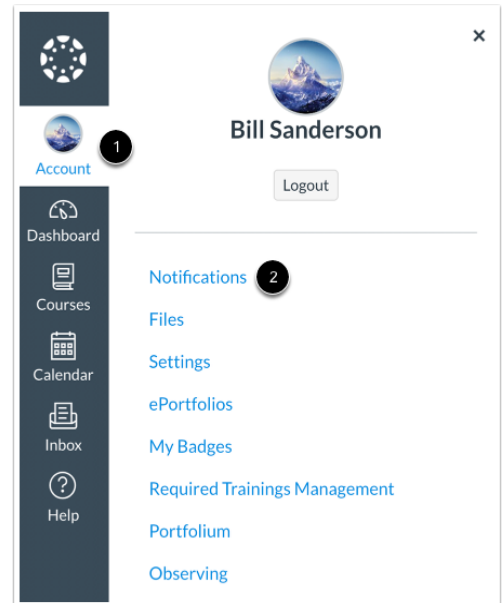 ×
Bill Sanderson
Logout
1
Account
Dashboard
Courses
Calendar
Inbox
Help
Notifications 2
Files
Settings
ePortfolios
My Badges
Required Trainings Management
Portfolium
Observing